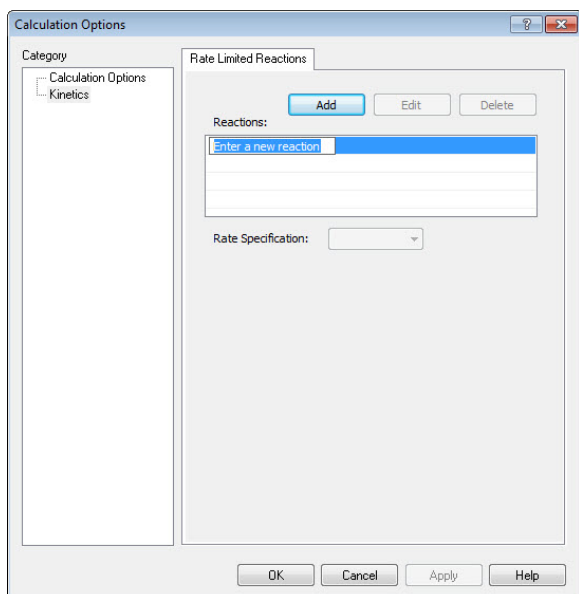 Calculation Options
Category
Calculation Options
Kinetics
Rate Limited Reactions
Add Edit Delete
Reactions:
Enter a new reaction
Rate Specification:
OK Cancel Apply Help